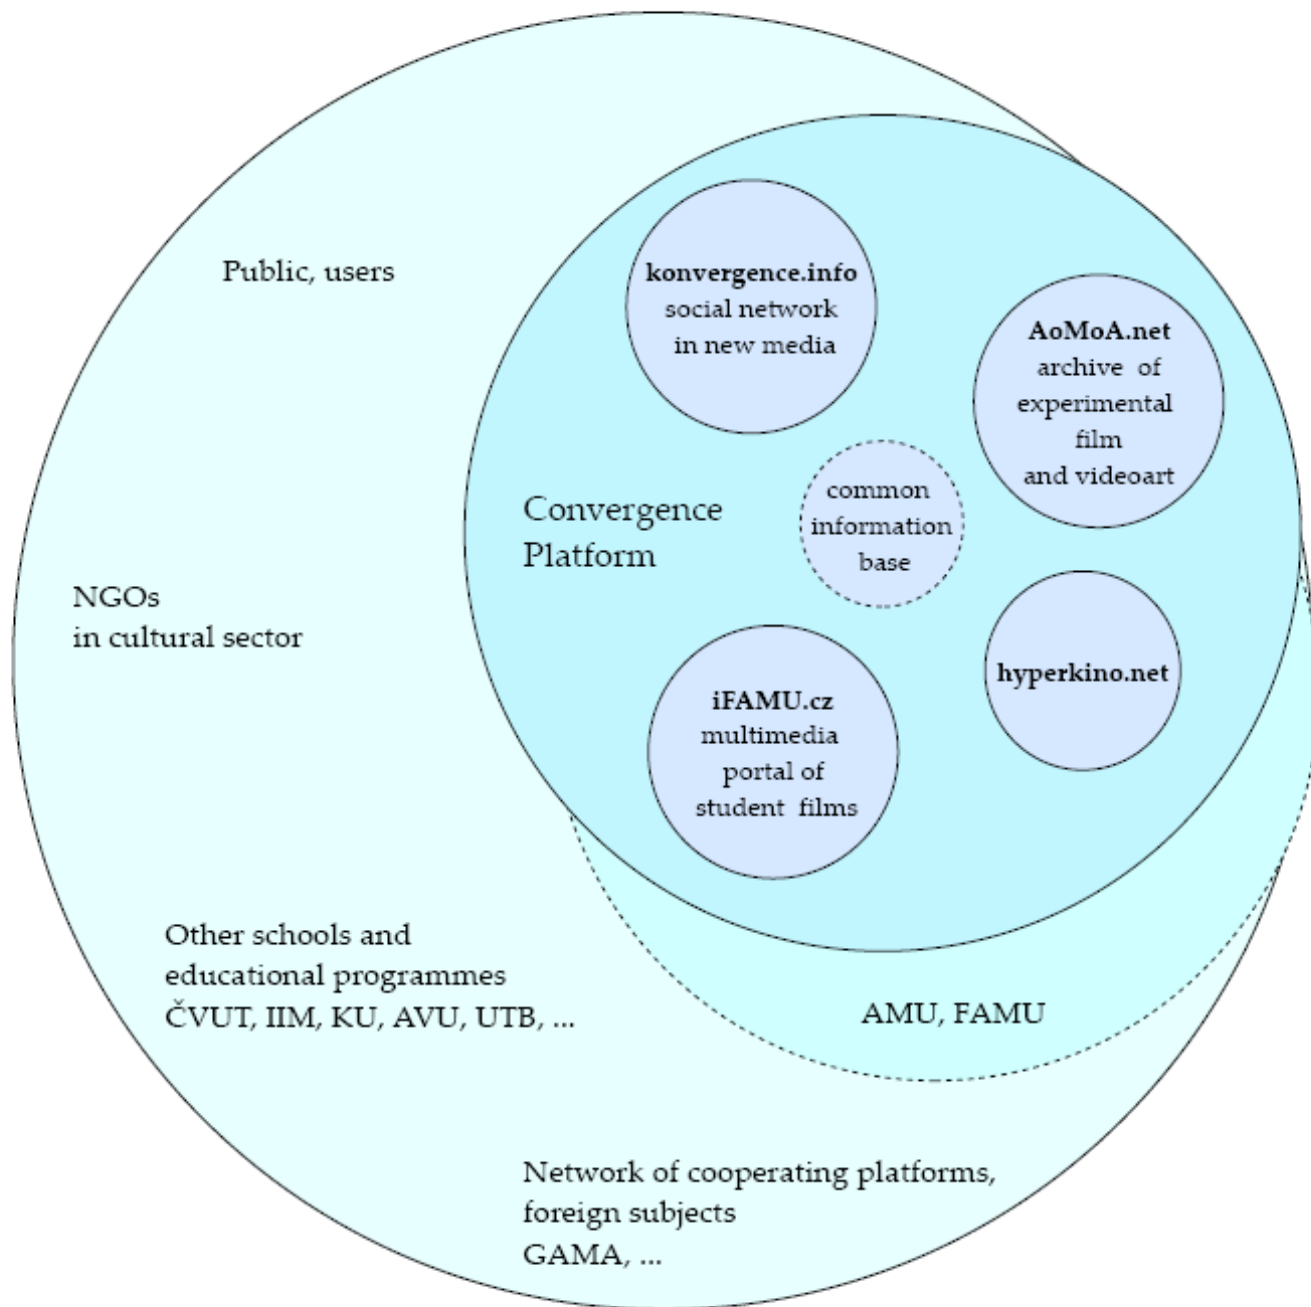 Public, users
konvergence.info
social network
in new media
AoMoA.net
archive of
experimental
film
and videoart
Convergence
Platform
common
information
base
NGOs
in cultural sector
hyperkino.net
iFAMU.cz
multimedia
portal of
student films
Other schools and
educational programmes
ČVUT, IIM, KU, AVU, UTB, ...
AMU, FAMU
Network of cooperating platforms,
foreign subjects
GAMA, ...